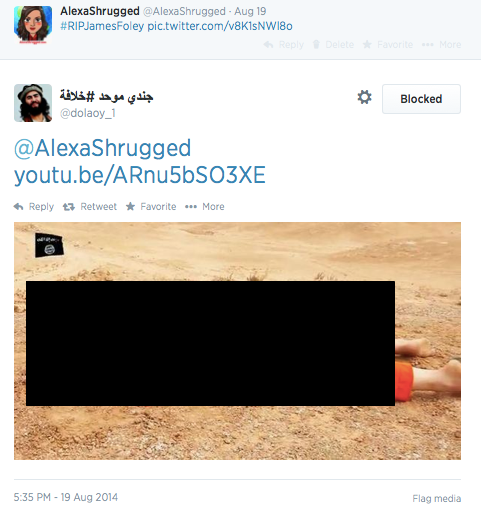 AlexaShrugged @AlexaShrugged · Aug 19
#RIPJamesFoley pic.twitter.com/v8K1sNWI8o
Reply Delete Favorite More
جندي موحد #خلافة
@dolaoy_1
Blocked
@AlexaShrugged
youtu.be/ARnu5bSO3XE
Reply Retweet Favorite More
5:35 PM - 19 Aug 2014
Flag media